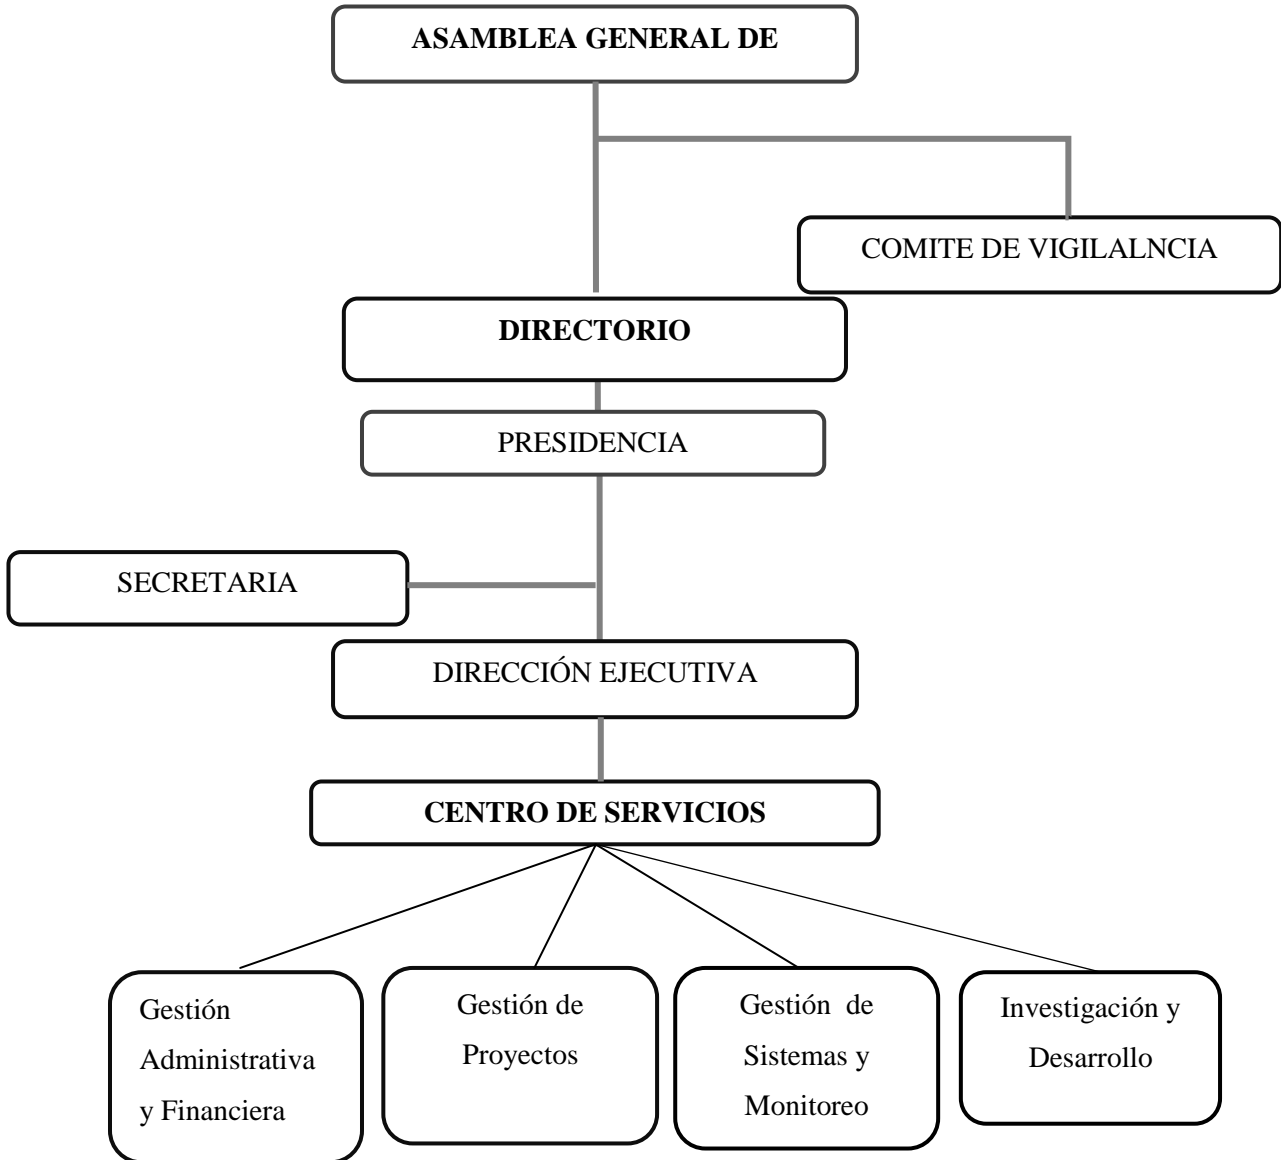 ASAMBLEA GENERAL DE
COMITE DE VIGILALNCIA
DIRECTORIO
PRESIDENCIA
SECRETARIA
DIRECCIÓN EJECUTIVA
CENTRO DE SERVICIOS
Gestión
Administrativa
y Financiera
Gestión de
Proyectos
Gestión de
Sistemas y
Monitoreo
Investigación y
Desarrollo